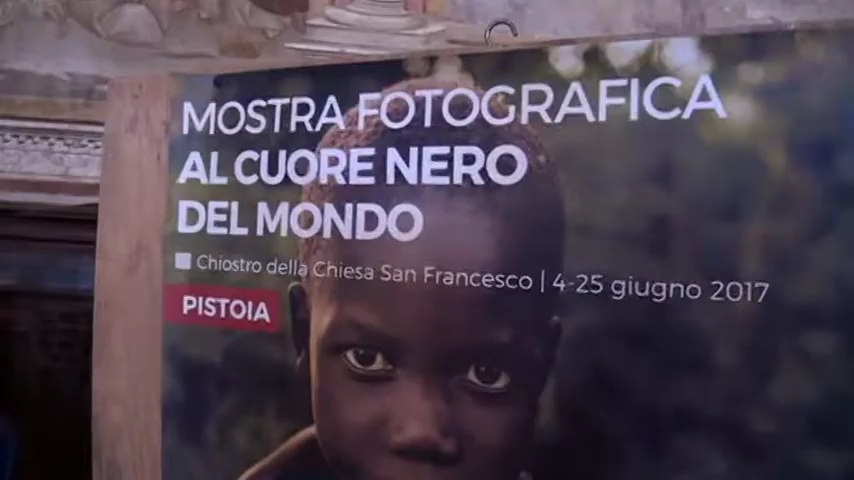 MOSTRA FOTOGRAFICA
AL CUORE NERO
DEL MONDO
Chiostro della Chiesa San Francesco | 4-25 giugno 2017
PISTOIA